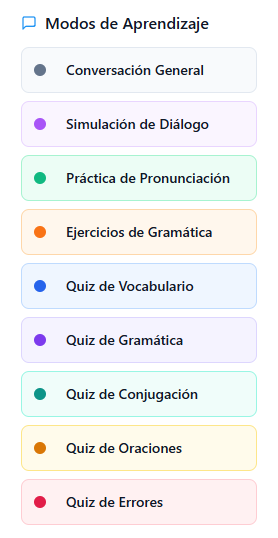 Modos de Aprendizaje
Conversación General
Simulación de Diálogo
Práctica de Pronunciación
Ejercicios de Gramática
Quiz de Vocabulario
Quiz de Gramática
Quiz de Conjugación
Quiz de Oraciones
Quiz de Errores